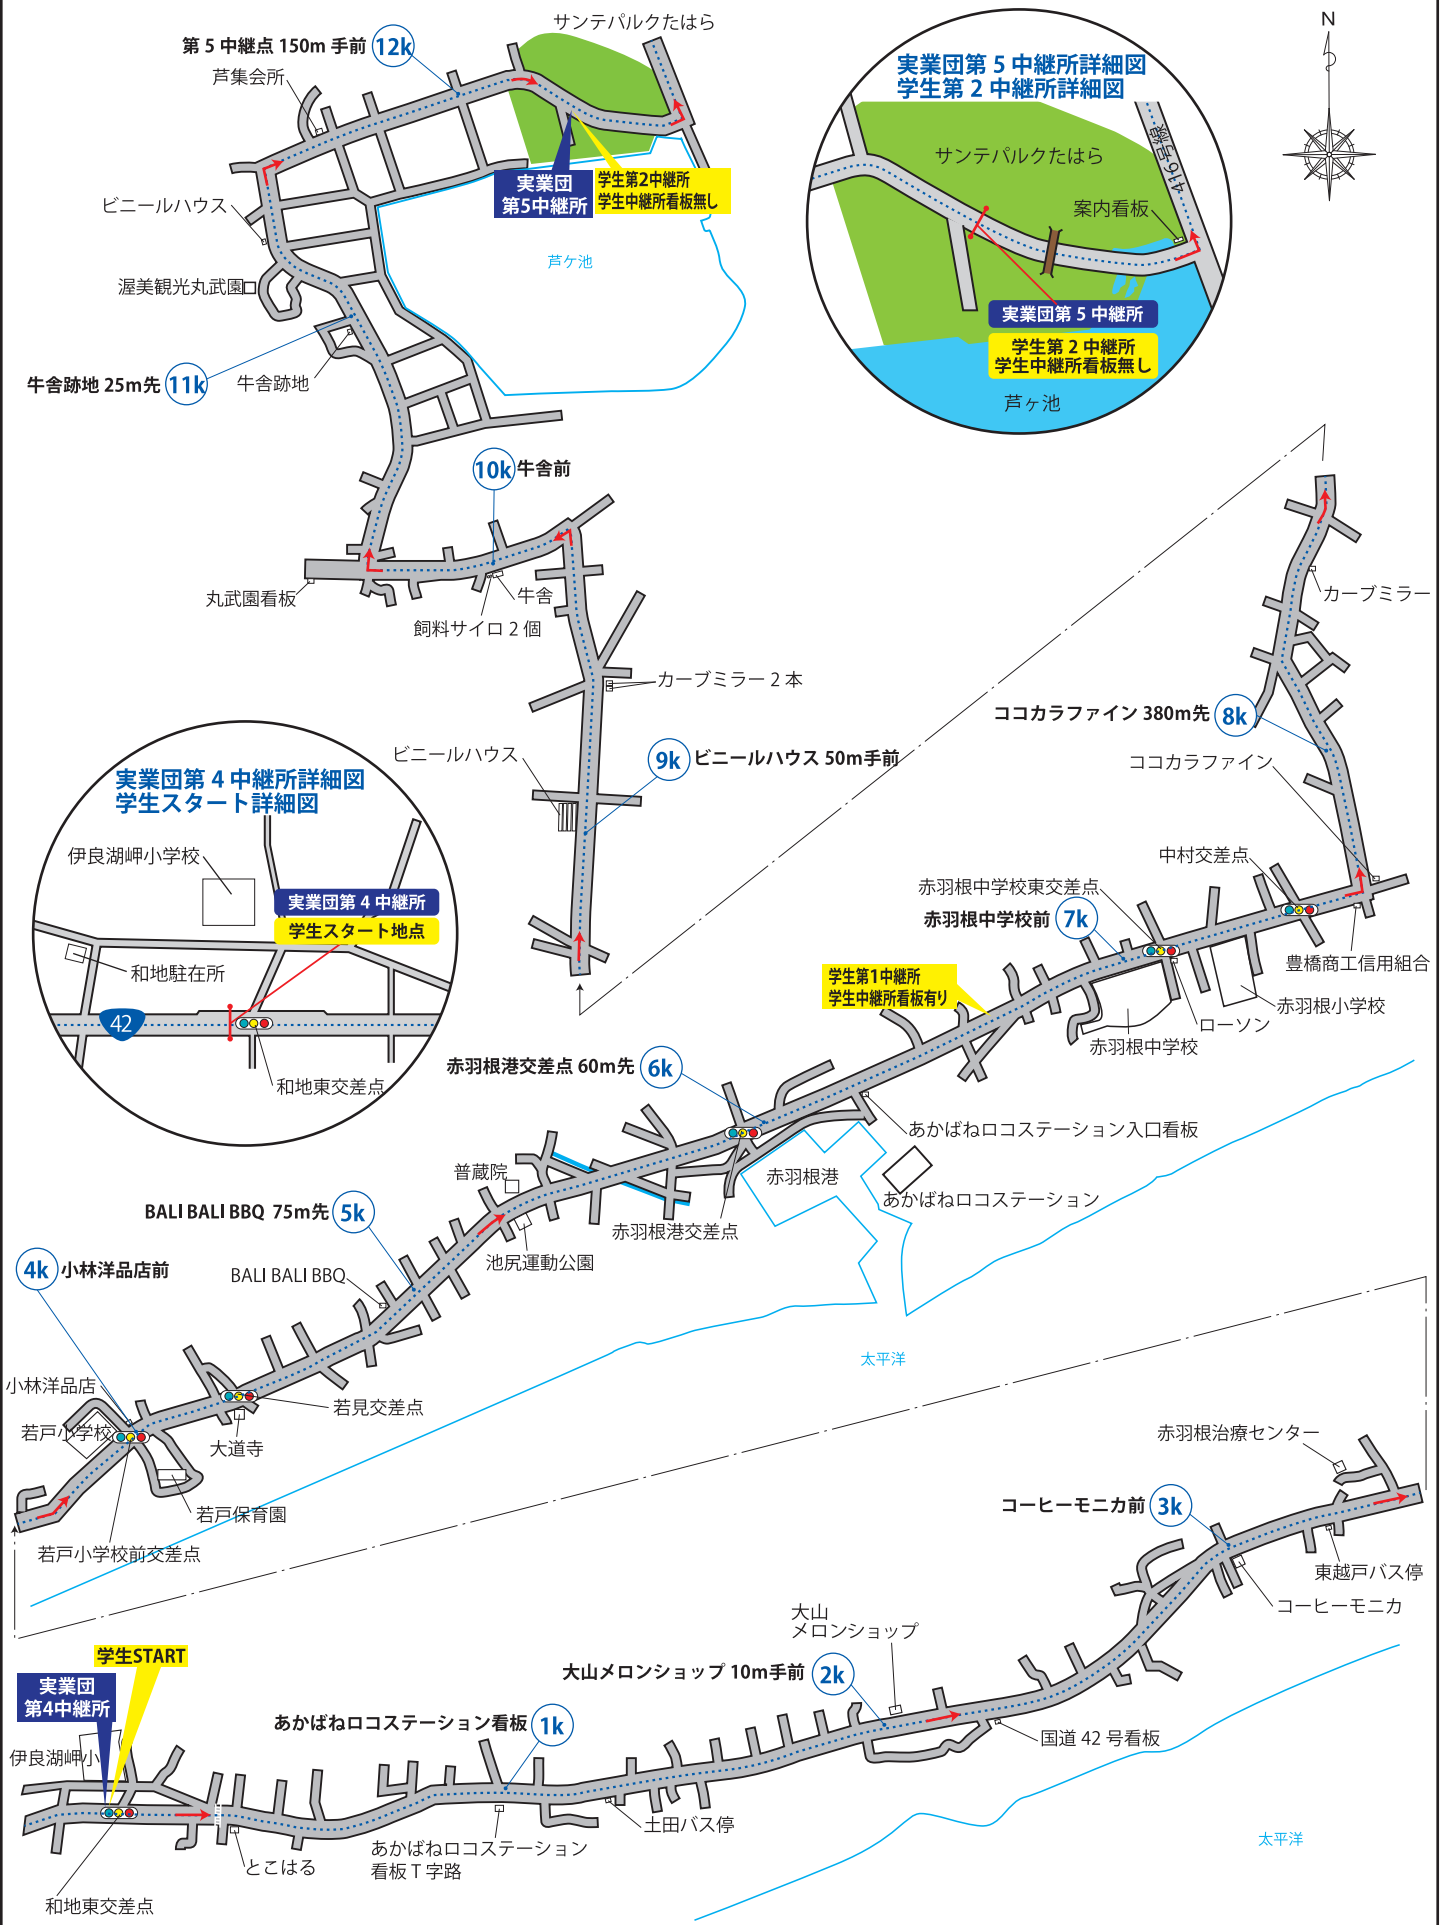 サンテパルクたはら
第5中継点 150m 手前
12k
芦集会所
ビニールハウス
渥美観光丸武園
牛舎跡地 25m先
11k
牛舎跡地
実業団
第5中継所
学生第2中継所
学生中継所看板無し
芦ケ池
実業団第5中継所詳細図
学生第2中継所詳細図
サンテパルクたはら
416号線
案内看板
実業団第5中継所
学生第2中継所
学生中継所看板無し
芦ヶ池
N
10k
牛舎前
丸武園看板
牛舎
飼料サイロ2個
カーブミラー2本
ビニールハウス
9k
ビニールハウス 50m手前
カーブミラー
ココカラファイン 380m先
8k
ココカラファイン
中村交差点
赤羽根中学校東交差点
赤羽根中学校前
7k
豊橋商工信用組合
赤羽根小学校
ローソン
赤羽根中学校
学生第1中継所
学生中継所看板有り
実業団第4中継所詳細図
学生スタート詳細図
伊良湖岬小学校
実業団第4中継所
学生スタート地点
和地駐在所
42
和地東交差点
赤羽根港交差点 60m先
6k
あかばねロコステーション入口看板
赤羽根港
あかばねロコステーション
赤羽根港交差点
普蔵院
池尻運動公園
BALI BALI BBQ 75m先
5k
BALI BALI BBQ
4k
小林洋品店前
小林洋品店
若戸小学校
若見交差点
大道寺
若戸保育園
若戸小学校前交差点
太平洋
赤羽根治療センター
コーヒーモニカ前
3k
東越戸バス停
コーヒーモニカ
大山
メロンショップ
大山メロンショップ 10m手前
2k
国道42号看板
学生START
実業団
第4中継所
伊良湖岬小
あかばねロコステーション看板
1k
土田バス停
あかばねロコステーション
看板T字路
とこはる
和地東交差点
太平洋